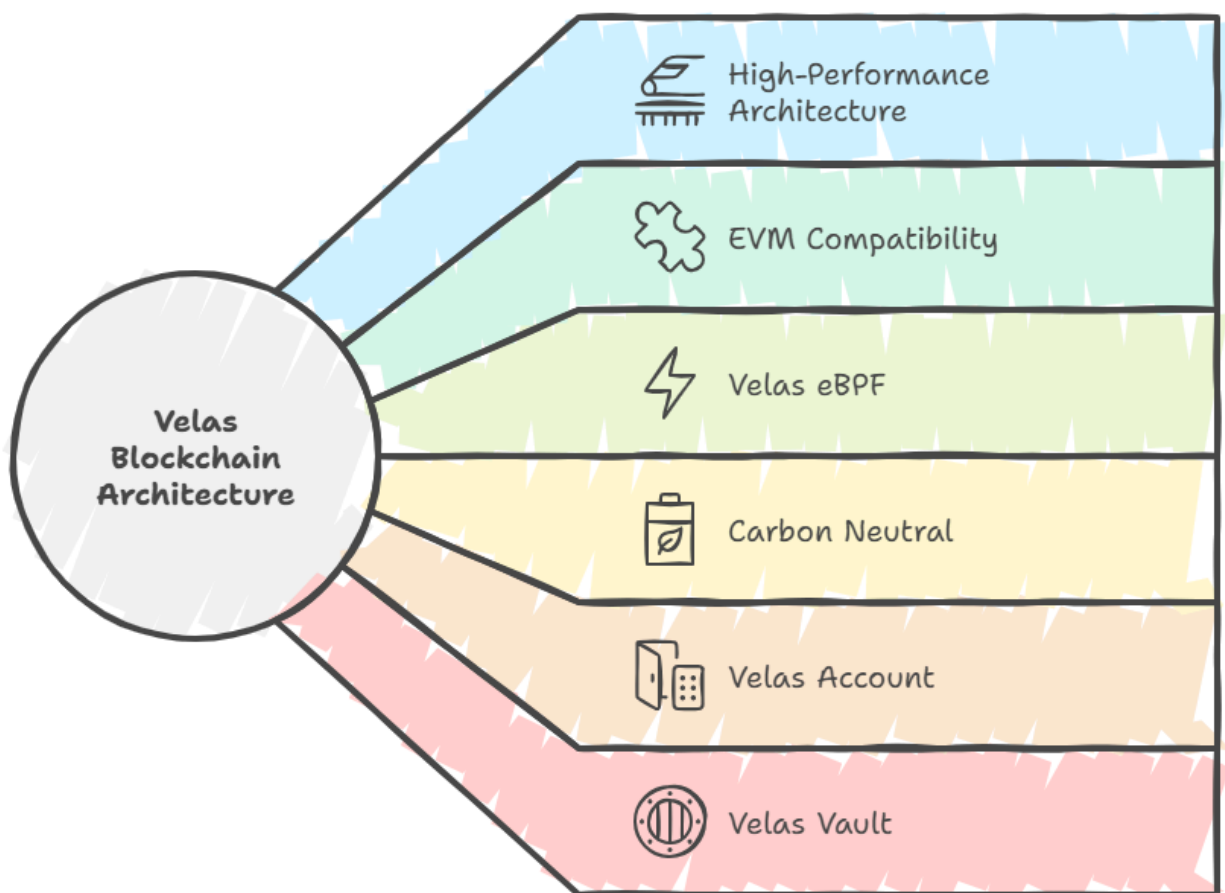 High-Performance
Architecture
EVM Compatibility
Velas eBPF
Velas
Blockchain
Architecture
Carbon Neutral
Velas Account
Velas Vault